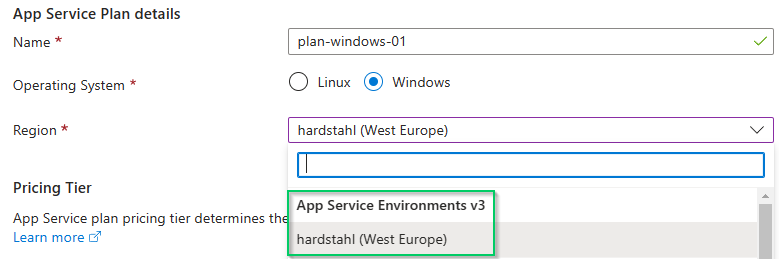 App Service Plan details
Name *
plan-windows-01
Operating System *
Linux
Windows
Region *
hardstahl (West Europe)
Pricing Tier
App Service Environments v3
App Service plan pricing tier determines the
Learn more
hardstahl (West Europe)